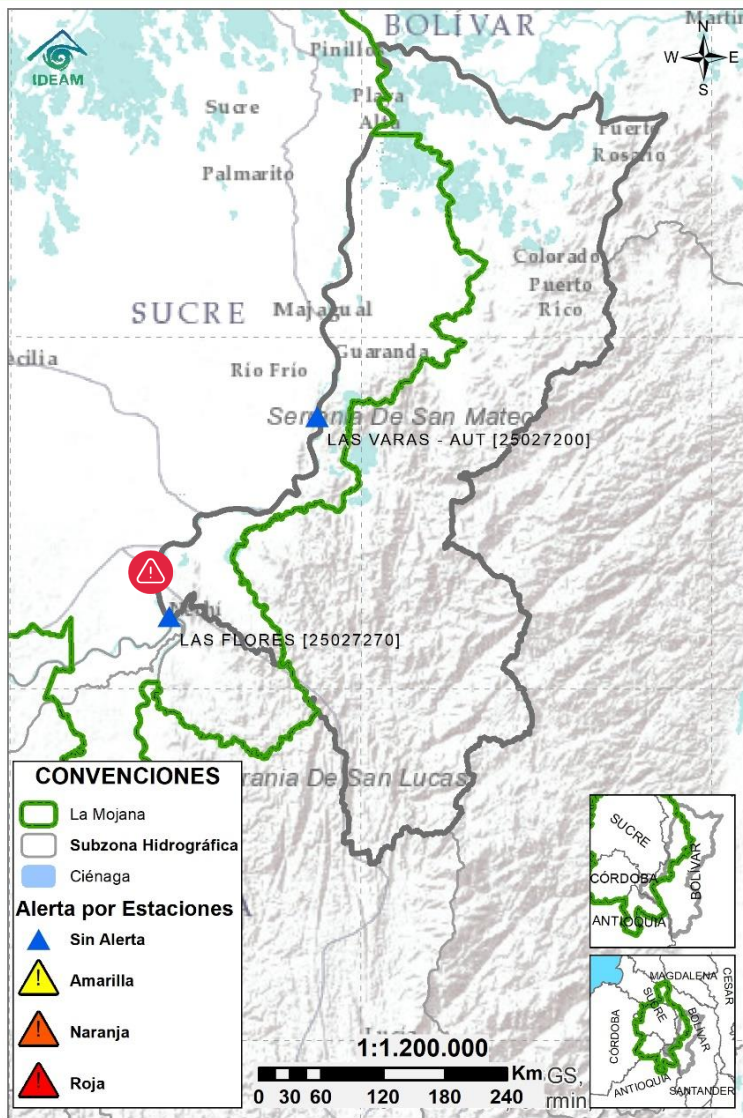 BOLÍVAR
IDEAM
N
W E
S
Pinillos
Sucre
Playa
Alta
Puerto
Rosario
Palmarito
Colorado
Puerto
Rico
SUCRE
Majagual
Guaranda
Río Frío
Serranía De San Mateo
LAS VARAS - AUT [25027200]
LAS FLORES [25027270]
CONVENCIONES
La Mojana
Subzona Hidrográfica
Ciénaga
Alerta por Estaciones
Sin Alerta
Amarilla
Naranja
Roja
De San Lucas
1:1.200.000
Km
0 30 60 120 180 240
GS,
SUCRE
CÓRDOBA
BOLÍVAR
ANTIOQUIA
MAGDALENA
CESAR
SUCRE
BOLÍVAR
CÓRDOBA
ANTIOQUIA
SANTANDER